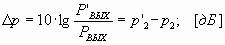 Δp = 10·lg P'ВЫХ / PВЫХ = p'2 − p2; [дБ]